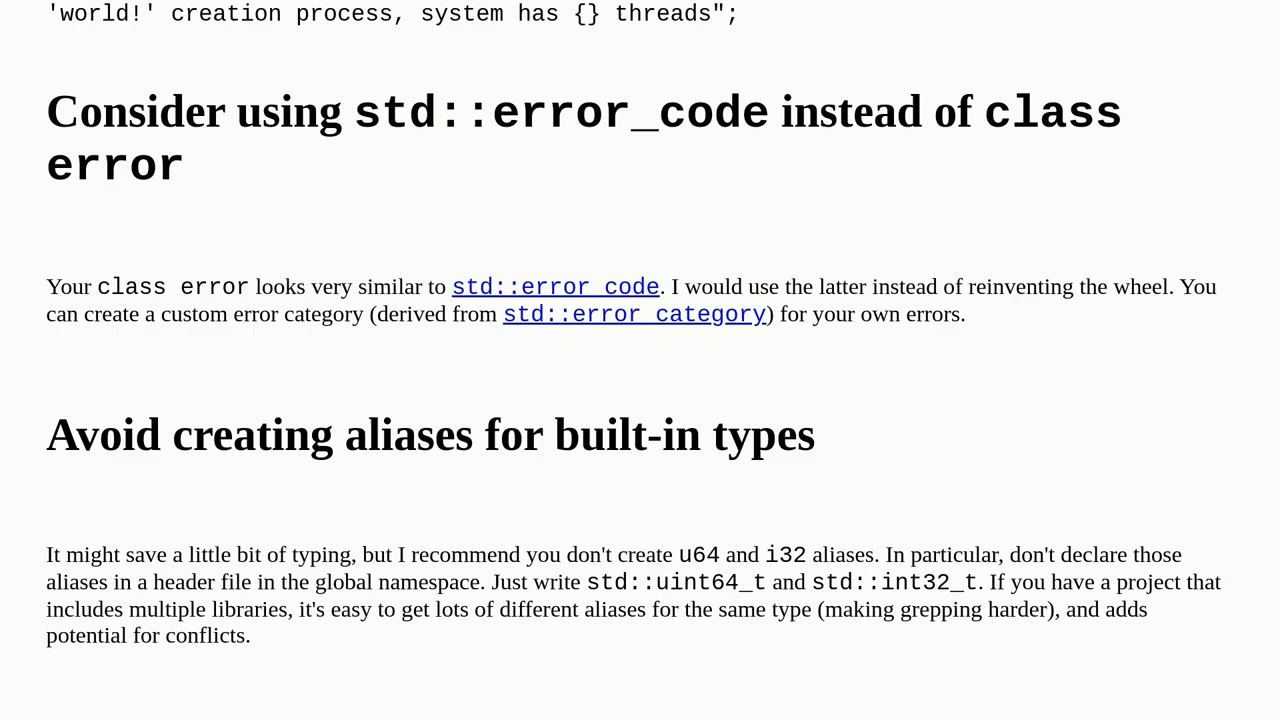 'world!' creation process, system has {} threads";
Consider using std::error_code instead of class
error
Your class error looks very similar to std::error_code. I would use the latter instead of reinventing the wheel. You
can create a custom error category (derived from std::error_category) for your own errors.
Avoid creating aliases for built-in types
It might save a little bit of typing, but I recommend you don't create u64 and i32 aliases. In particular, don't declare those
aliases in a header file in the global namespace. Just write std::uint64_t and std::int32_t. If you have a project that
includes multiple libraries, it's easy to get lots of different aliases for the same type (making grepping harder), and adds
potential for conflicts.